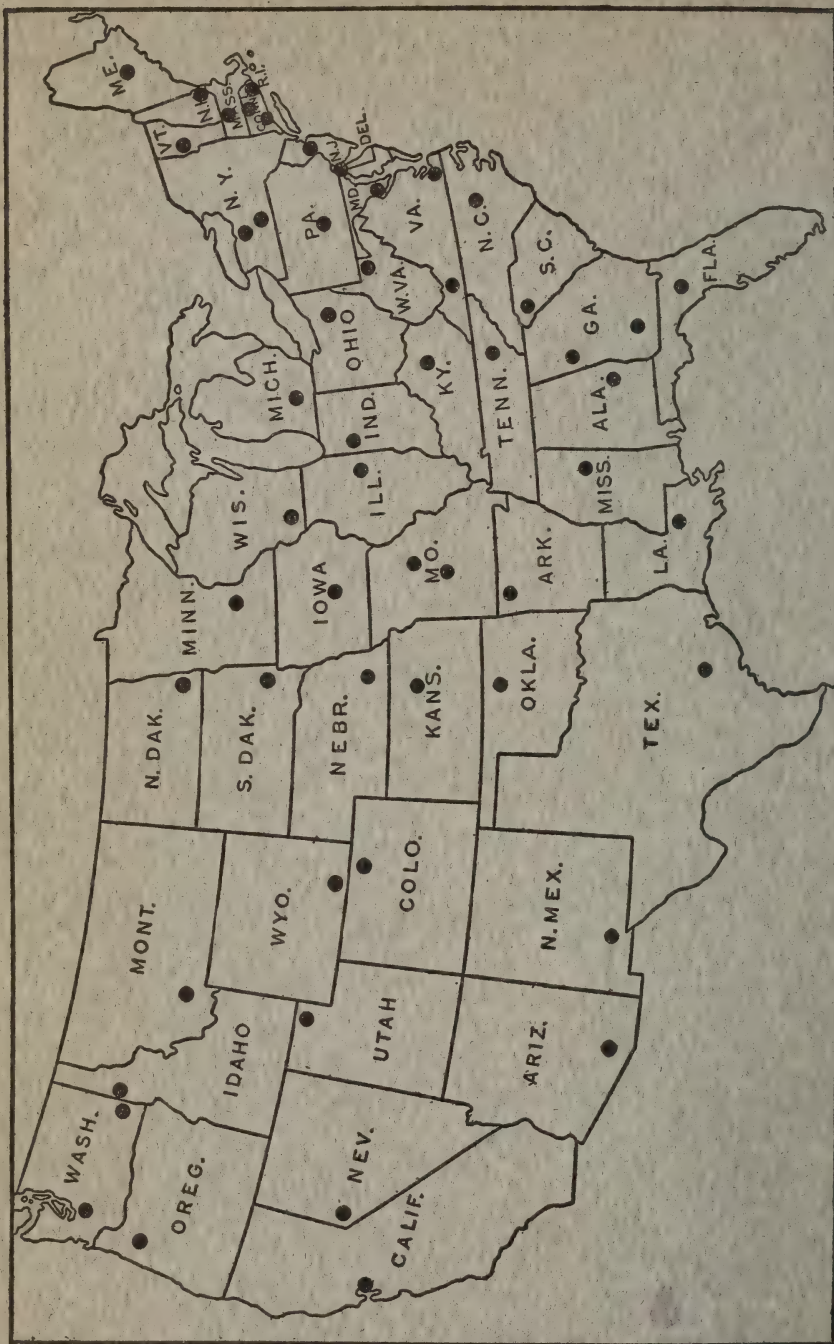 WASH.
OREG.
CALIF.
NEV.
IDAHO
MONT.
WYO.
UTAH
ARIZ.
COLO.
N.MEX.
N. DAK.
S. DAK.
NEBR.
KANS.
OKLA.
TEX.
MINN.
IOWA
MO.
ARK.
LA.
WIS.
ILL.
MICH.
IND.
OHIO
KY.
TENN.
MISS.
ALA.
GA.
FLA.
S.C.
N.C.
VA.
W.VA.
MD.
DEL.
N.J.
PA.
N.Y.
VT.
N.H.
ME.
MASS.
CONN.
R.I.